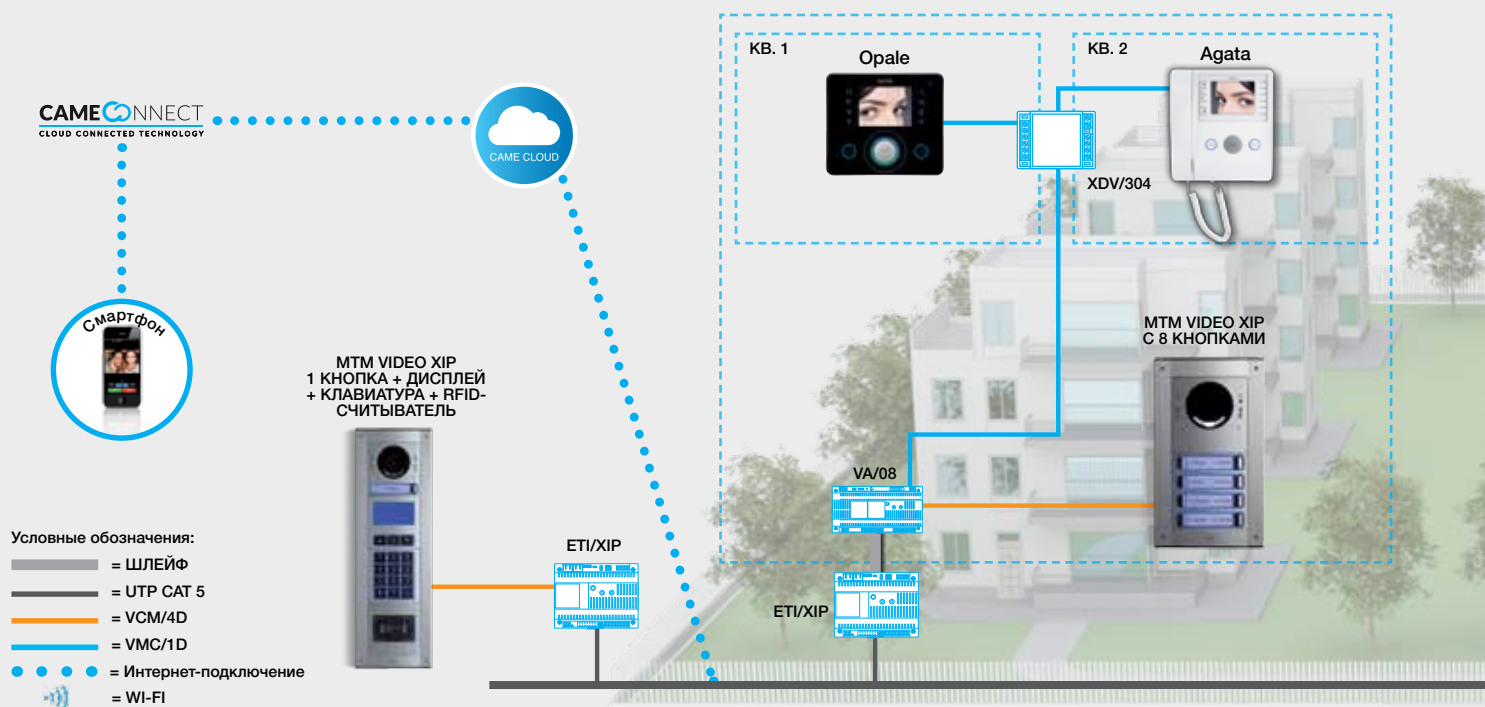 КВ. 1
Opale
КВ. 2
Agata
CAMECONNECT
CLOUD CONNECTED TECHNOLOGY
CAME CLOUD
XDV/304
Смартфон
MTM VIDEO XIP
1 КНОПКА + ДИСПЛЕЙ
+ КЛАВИАТУРА + RFID-
СЧИТЫВАТЕЛЬ
MTM VIDEO XIP
С 8 КНОПКАМИ
VA/08
ETI/XIP
ETI/XIP
Условные обозначения:
= ШЛЕЙФ
= UTP CAT 5
= VCM/4D
= VMC/1D
= Интернет-подключение
= WI-FI